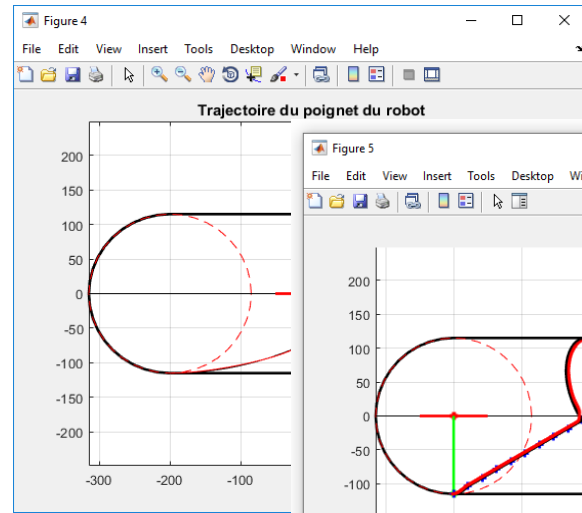 Figure 4
File Edit View Insert Tools Desktop Window Help
Trajectoire du poignet du robot
200
150
100
50
0
-50
-100
-150
-200
-300 -200 -100
Figure 5
File Edit View Insert Tools Desktop
200
150
100
50
0
-50
-100